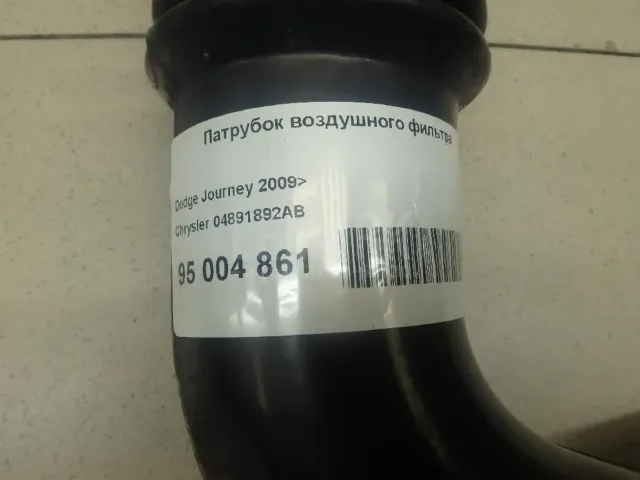 Патрубок воздушного фильтра
Dodge Journey 2009>
Chrysler 04891892AB
95 004 861